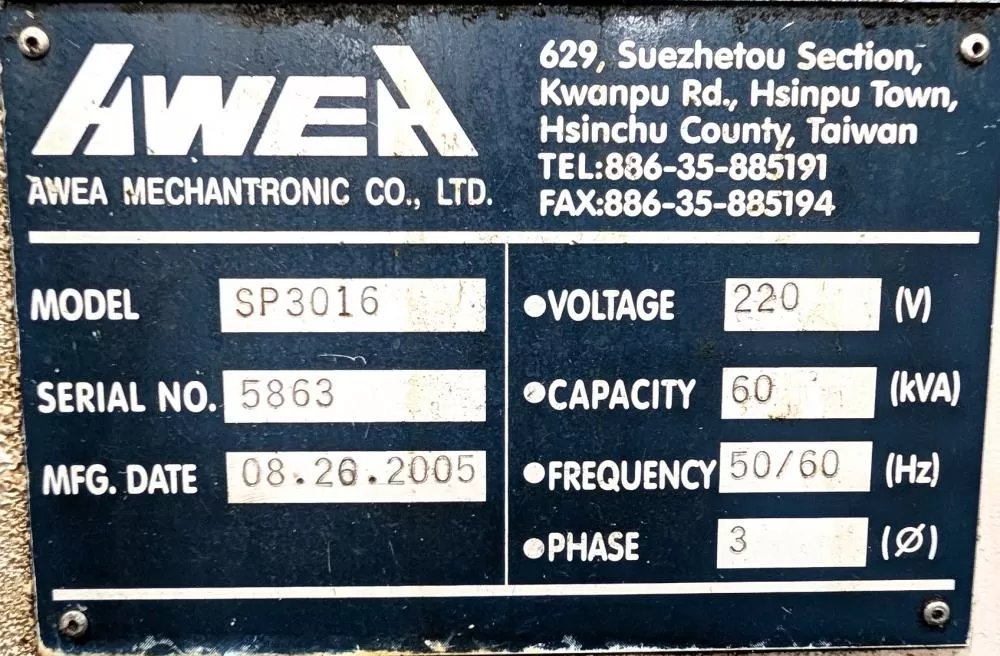 AWEA
AWEA MECHANTRONIC CO., LTD.
629, Suezhetou Section,
Kwanpu Rd., Hsinpu Town,
Hsinchu County, Taiwan
TEL:886-35-885191
FAX:886-35-885194
MODEL SP3016
SERIAL NO. 5863
MFG. DATE 08.26.2005
●VOLTAGE 220 (V)
●CAPACITY 60 (kVA)
●FREQUENCY 50/60 (Hz)
●PHASE 3 (Ø)